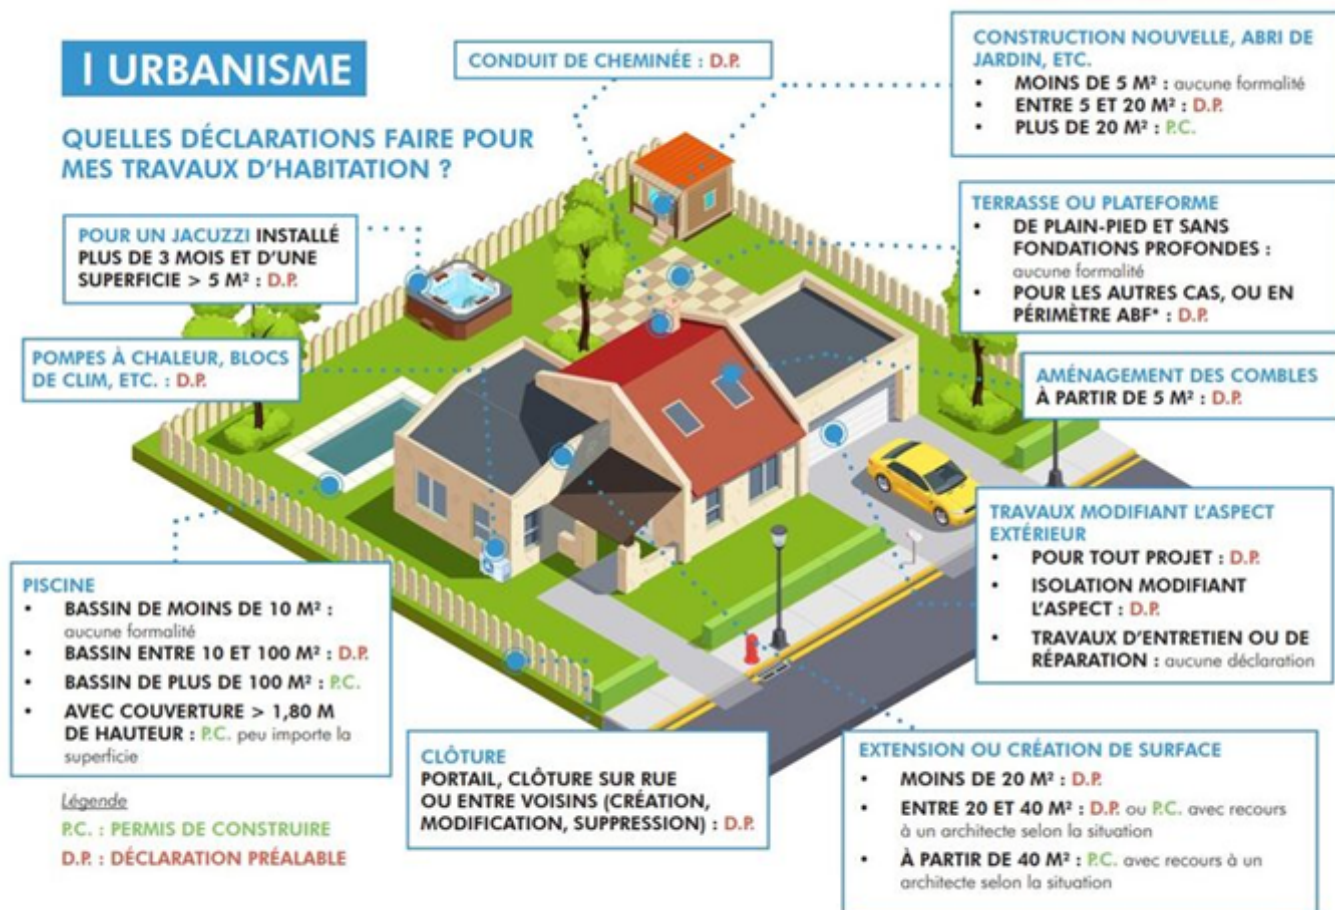 I URBANISME
QUELLES DÉCLARATIONS FAIRE POUR
MES TRAVAUX D'HABITATION ?
CONDUIT DE CHEMINÉE : D.P.
CONSTRUCTION NOUVELLE, ABRI DE
JARDIN, ETC.
• MOINS DE 5 M² : aucune formalité
• ENTRE 5 ET 20 M² : D.P.
• PLUS DE 20 M² : P.C.
POUR UN JACUZZI INSTALLÉ
PLUS DE 3 MOIS ET D'UNE
SUPERFICIE > 5 M² : D.P.
TERRASSE OU PLATEFORME
• DE PLAIN-PIED ET SANS
FONDATIONS PROFONDES :
aucune formalité
• POUR LES AUTRES CAS, OU EN
PÉRIMÈTRE ABF* : D.P.
POMPES À CHALEUR, BLOCS
DE CLIM, ETC. : D.P.
AMÉNAGEMENT DES COMBLES
À PARTIR DE 5 M² : D.P.
TRAVAUX MODIFIANT L'ASPECT
EXTÉRIEUR
• POUR TOUT PROJET : D.P.
• ISOLATION MODIFIANT
L'ASPECT : D.P.
• TRAVAUX D'ENTRETIEN OU DE
RÉPARATION : aucune déclaration
PISCINE
• BASSIN DE MOINS DE 10 M² :
aucune formalité
• BASSIN ENTRE 10 ET 100 M² : D.P.
• BASSIN DE PLUS DE 100 M² : P.C.
• AVEC COUVERTURE > 1,80 M
DE HAUTEUR : P.C. peu importe la
superficie
CLÔTURE
PORTAIL, CLÔTURE SUR RUE
OU ENTRE VOISINS (CRÉATION,
MODIFICATION, SUPPRESSION) : D.P.
EXTENSION OU CRÉATION DE SURFACE
• MOINS DE 20 M² : D.P.
• ENTRE 20 ET 40 M² : D.P. ou P.C. avec recours
à un architecte selon la situation
• À PARTIR DE 40 M² : P.C. avec recours à un
architecte selon la situation
Légende
P.C. : PERMIS DE CONSTRUIRE
D.P. : DÉCLARATION PRÉALABLE